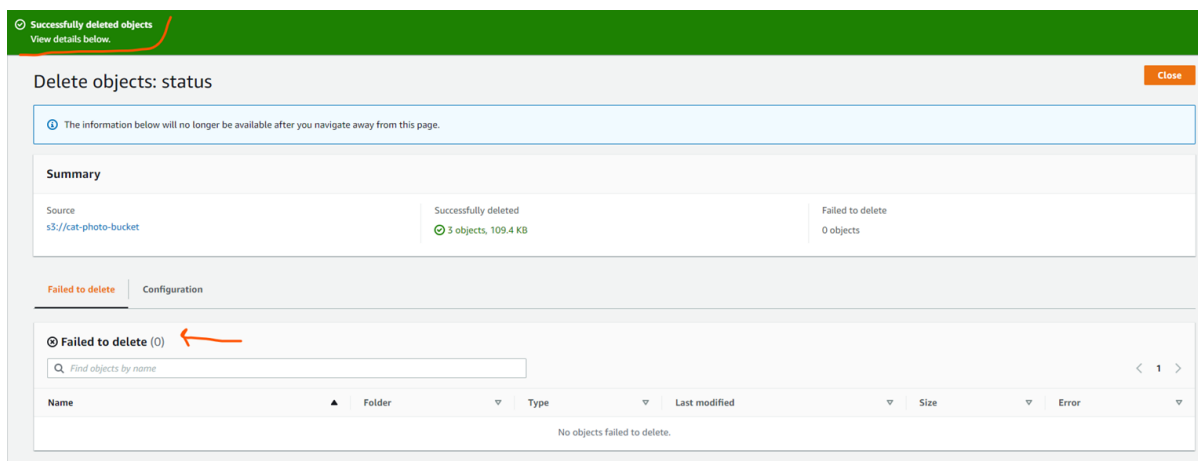 Successfully deleted objects
View details below.
Delete objects: status
Close
The information below will no longer be available after you navigate away from this page.
Summary
Source
s3://cat-photo-bucket
Successfully deleted
3 objects, 109.4 KB
Failed to delete
0 objects
Failed to delete
Configuration
Failed to delete (0)
Find objects by name
1
Name Folder Type Last modified Size Error
No objects failed to delete.